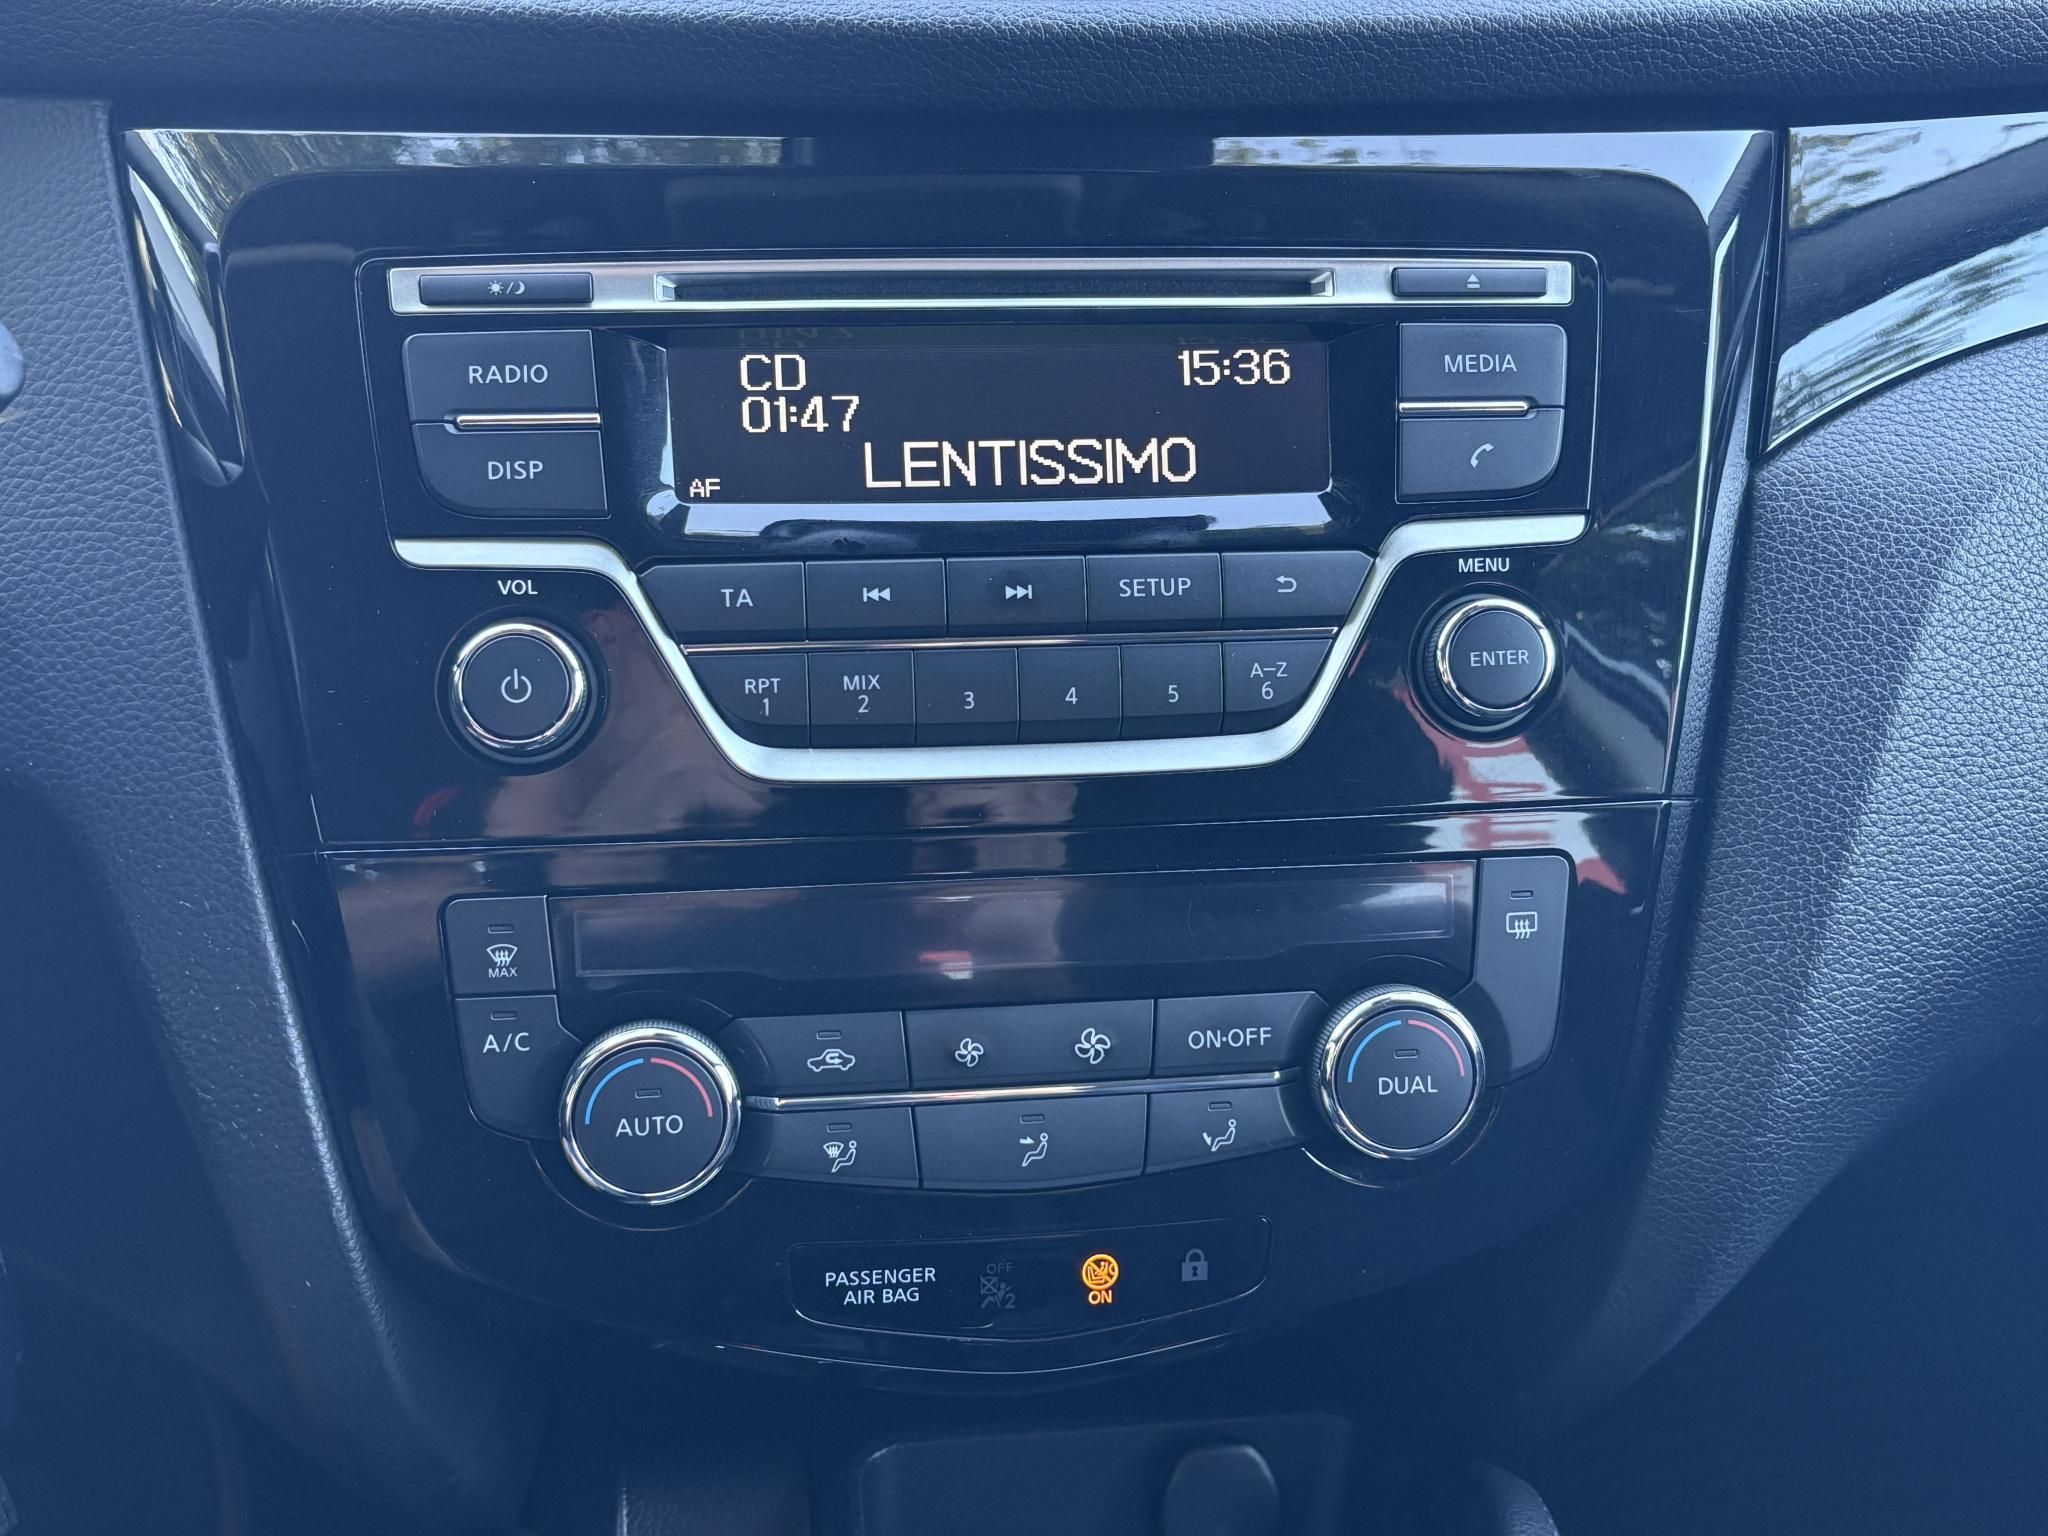 RADIO
DISP
CD
15:36
01:47
LENTISSIMO
AF
MEDIA
VOL
MENU
TA
SETUP
ENTER
RPT
1
MIX
2
3
4
5
A–Z
6
MAX
A/C
ON·OFF
AUTO
DUAL
PASSENGER
AIR BAG
OFF
2
ON